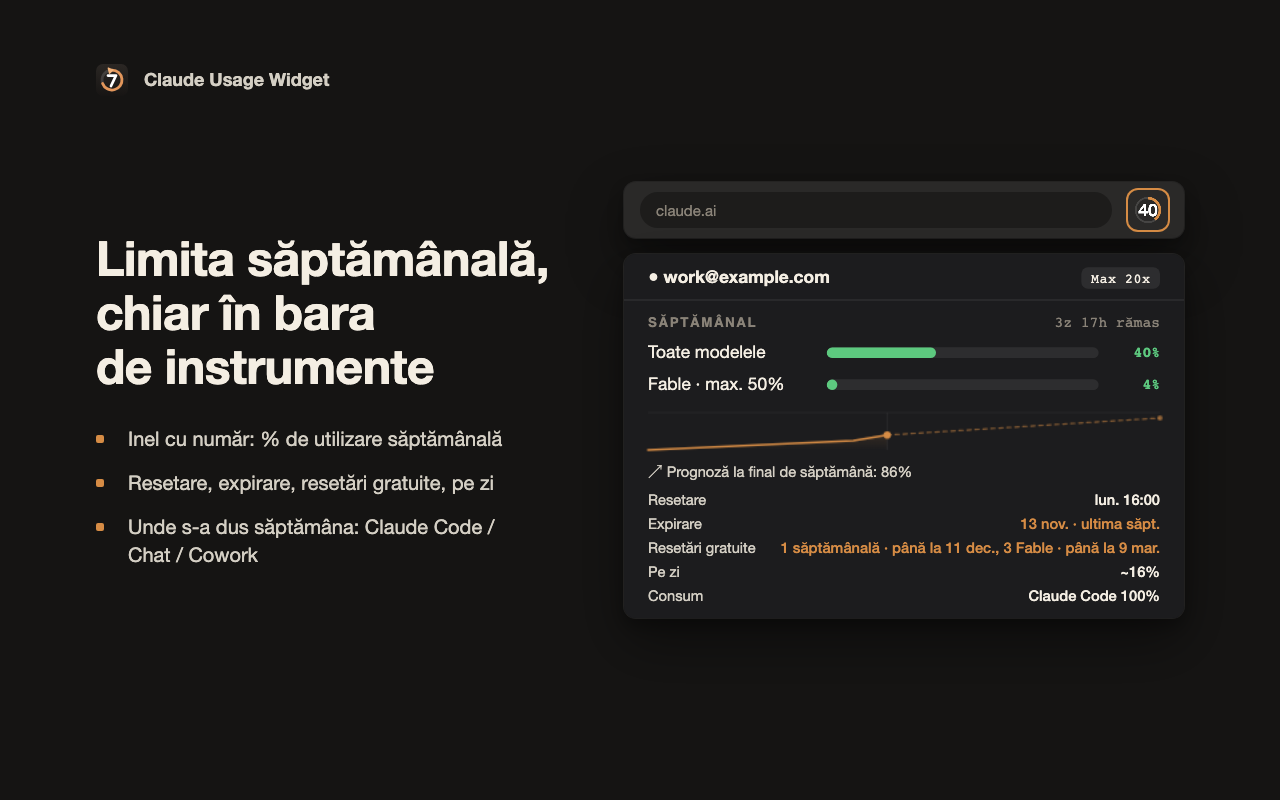 7 Claude Usage Widget
Limita săptămânală,
chiar în bara
de instrumente
Inel cu număr: % de utilizare săptămânală
Resetare, expirare, resetări gratuite, pe zi
Unde s-a dus săptămâna: Claude Code /
Chat / Cowork
claude.ai 40
work@example.com Max 20x
SĂPTĂMÂNAL 3z 17h rămas
Toate modelele 40%
Fable · max. 50% 4%
↗ Prognoză la final de săptămână: 86%
Resetare lun. 16:00
Expirare 13 nov. · ultima săpt.
Resetări gratuite 1 săptămânală · până la 11 dec., 3 Fable · până la 9 mar.
Pe zi ~16%
Consum Claude Code 100%